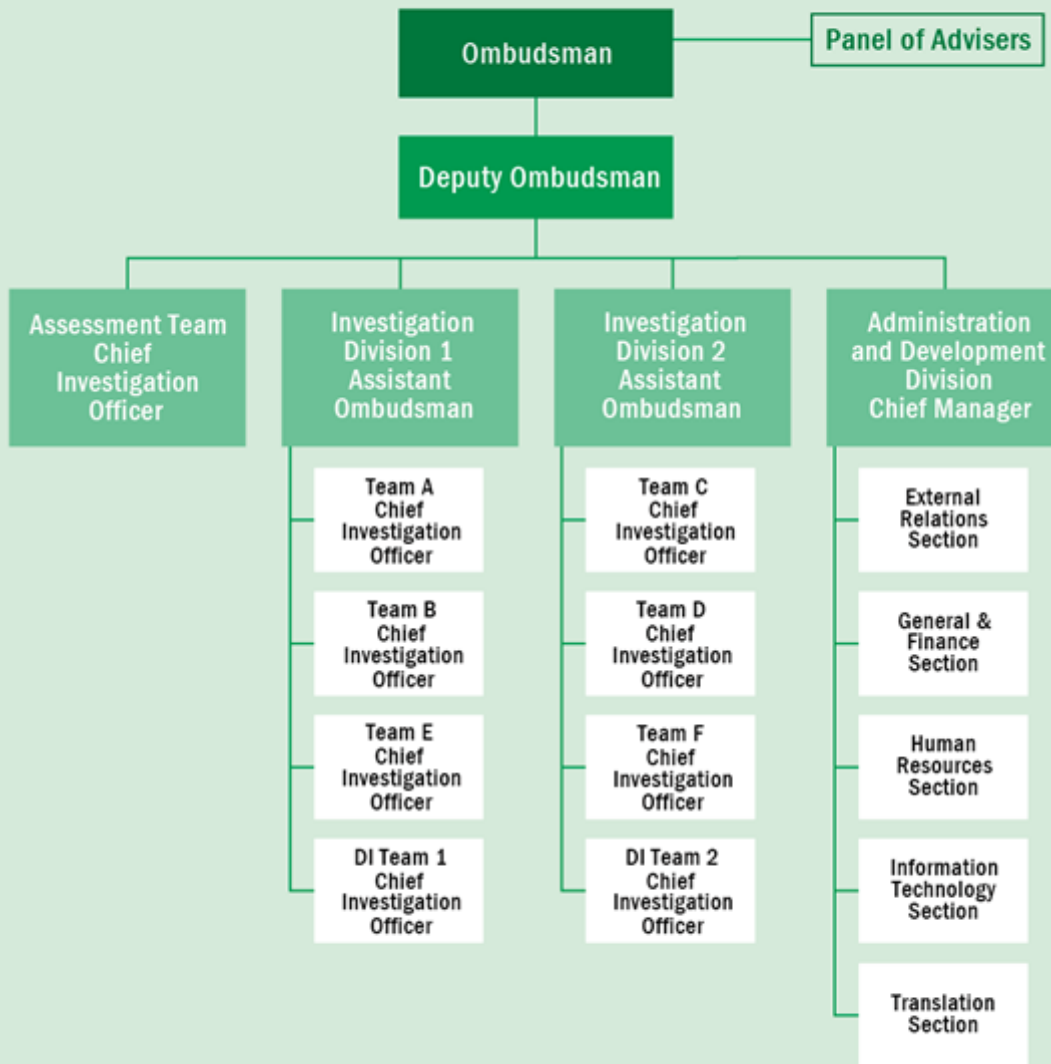 Ombudsman
Panel of Advisers
Deputy Ombudsman
Assessment Team
Chief
Investigation
Officer
Investigation
Division 1
Assistant
Ombudsman
Investigation
Division 2
Assistant
Ombudsman
Administration
and Development
Division
Chief Manager
Team A
Chief
Investigation
Officer
Team B
Chief
Investigation
Officer
Team E
Chief
Investigation
Officer
DI Team 1
Chief
Investigation
Officer
Team C
Chief
Investigation
Officer
Team D
Chief
Investigation
Officer
Team F
Chief
Investigation
Officer
DI Team 2
Chief
Investigation
Officer
External
Relations
Section
General &
Finance
Section
Human
Resources
Section
Information
Technology
Section
Translation
Section